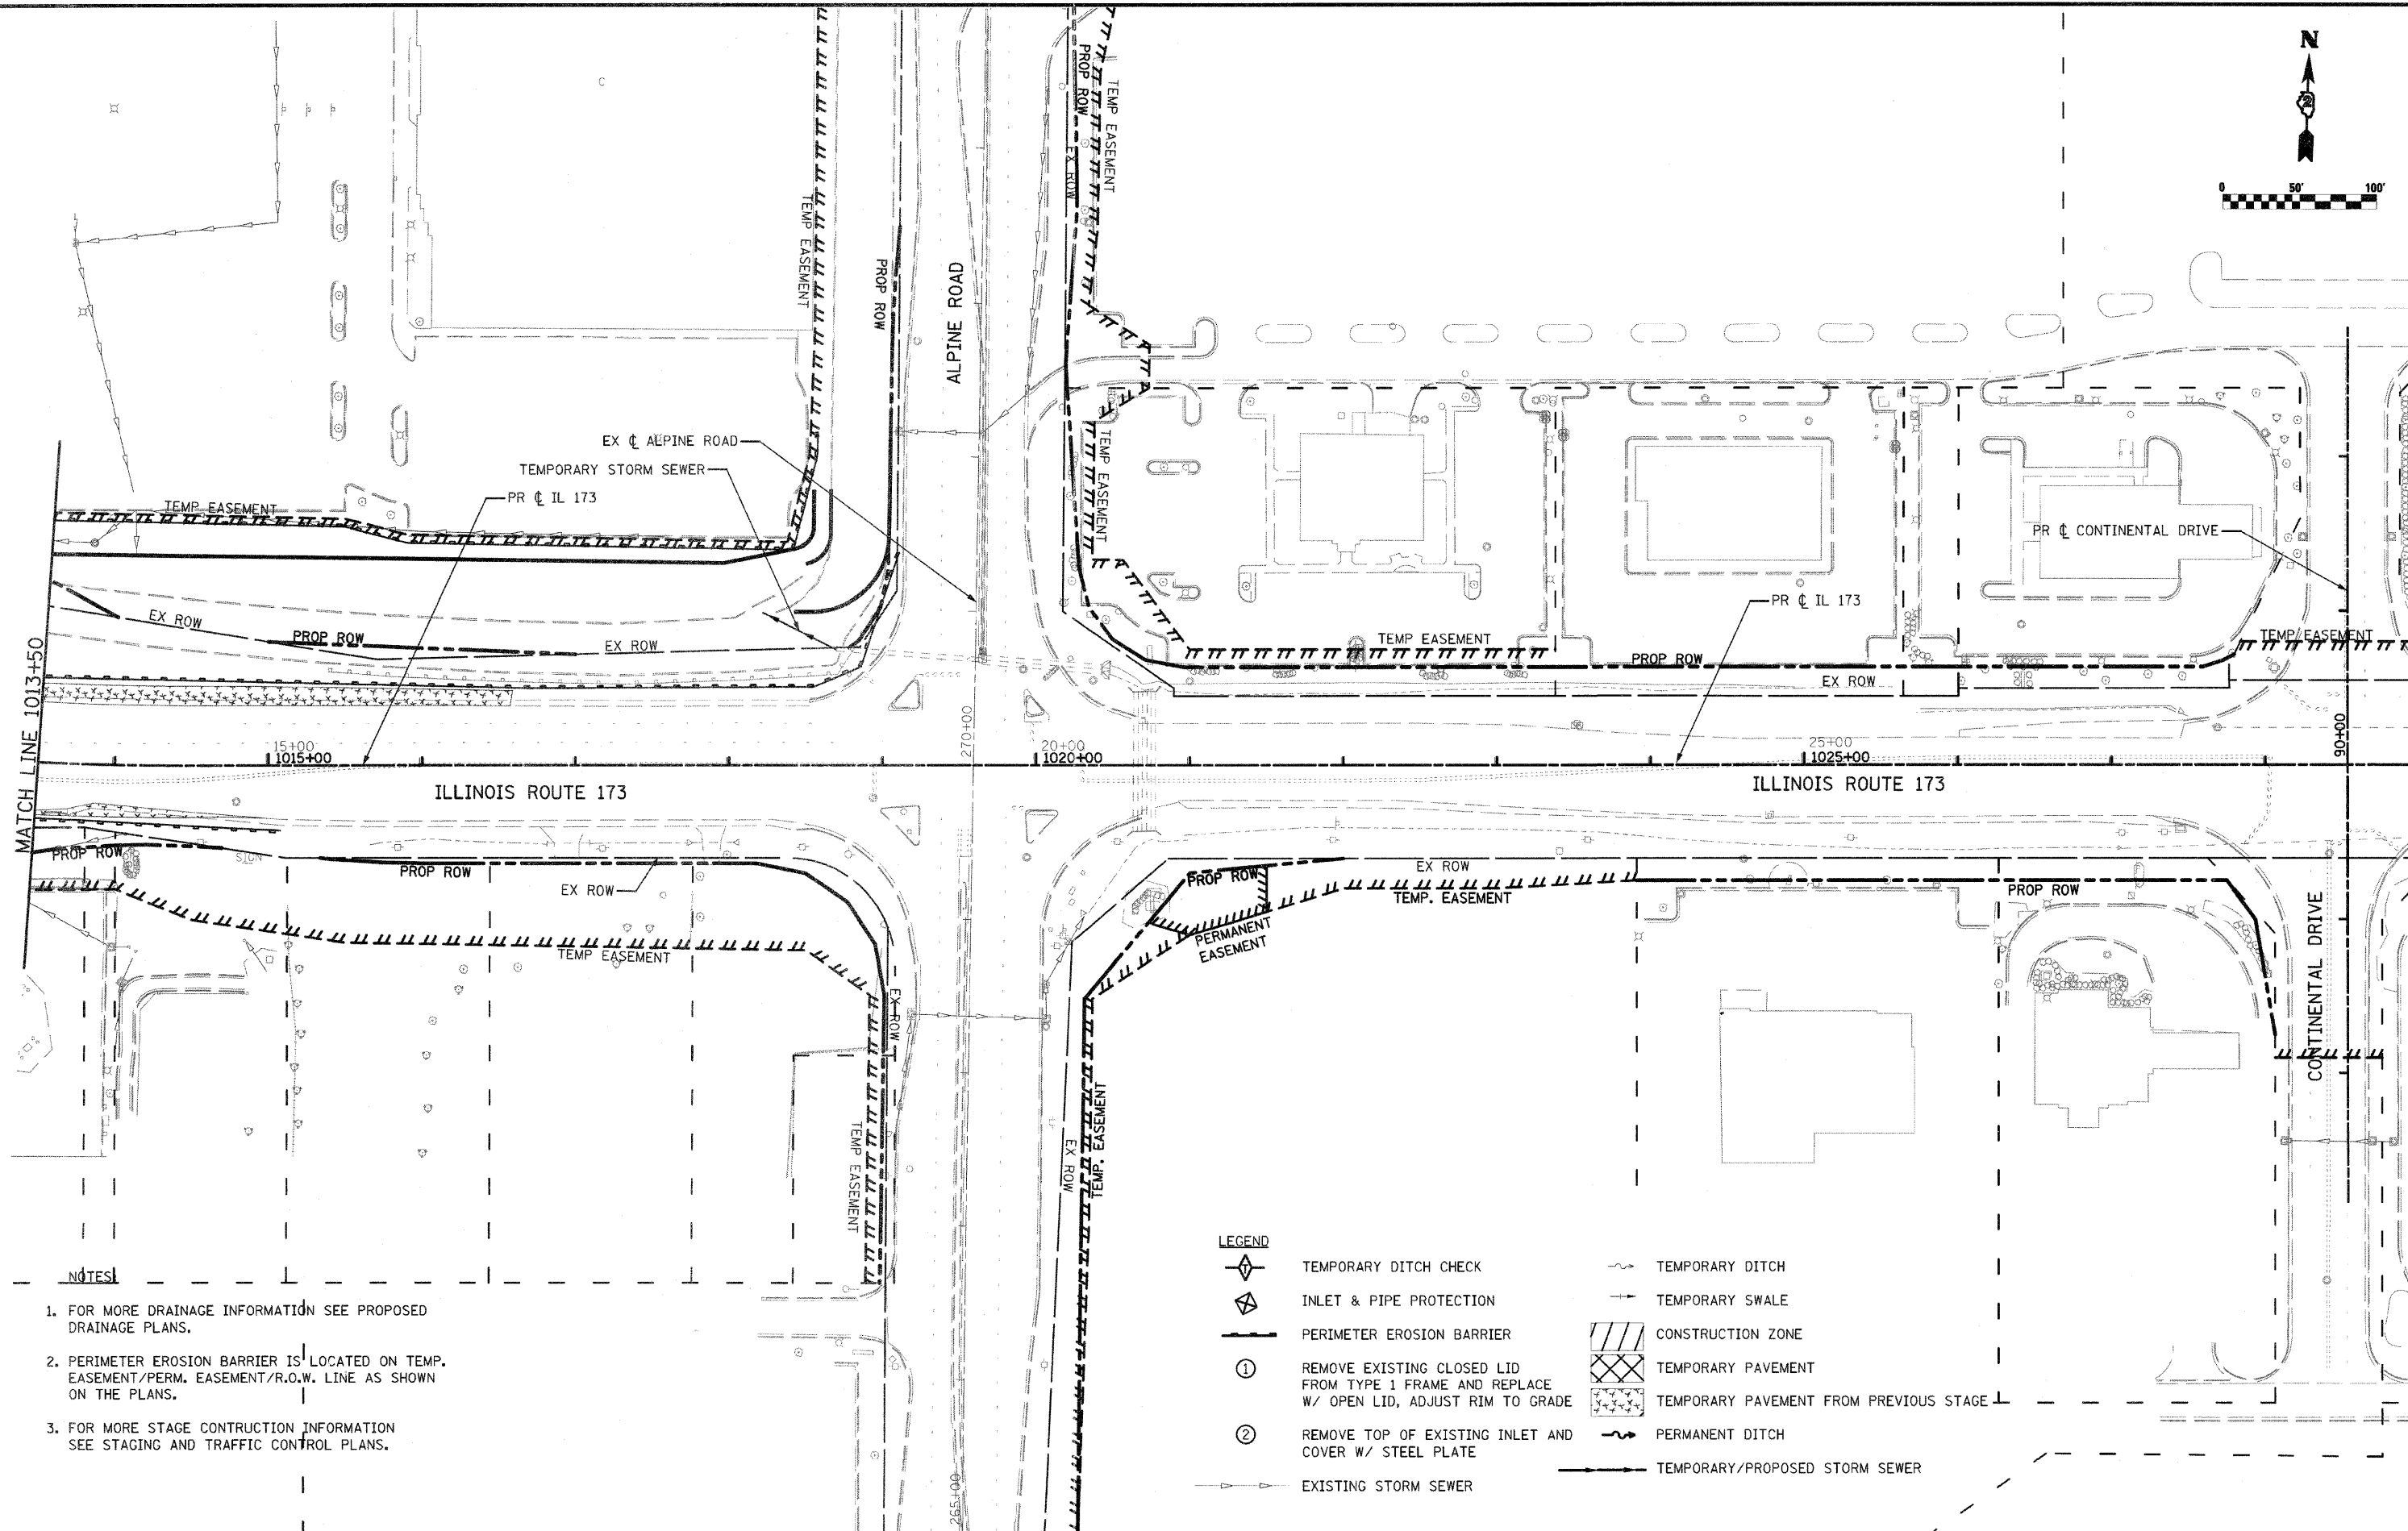 N
2
0 50' 100'
PROP ROW
TEMP EASEMENT
EX ROW
TEMP EASEMENT
PROP ROW
ALPINE ROAD
EX ℄ ALPINE ROAD
TEMPORARY STORM SEWER
PR ℄ IL 173
TEMP EASEMENT
TEMP EASEMENT
PR ℄ CONTINENTAL DRIVE
PR ℄ IL 173
EX ROW
PROP ROW
EX ROW
TEMP EASEMENT
PROP ROW
EX ROW
TEMP EASEMENT
MATCH LINE 1013+50
270+00
90+00
15+00
1015+00
20+00
1020+00
25+00
1025+00
ILLINOIS ROUTE 173
ILLINOIS ROUTE 173
PROP ROW
SIGN
PROP ROW
EX ROW
TEMP EASEMENT
EX ROW
PROP ROW
EX ROW
TEMP. EASEMENT
PERMANENT
EASEMENT
PROP ROW
CONTINENTAL DRIVE
TEMP EASEMENT
EX ROW
TEMP. EASEMENT
265+00
NOTES:
1. FOR MORE DRAINAGE INFORMATION SEE PROPOSED
DRAINAGE PLANS.
2. PERIMETER EROSION BARRIER IS LOCATED ON TEMP.
EASEMENT/PERM. EASEMENT/R.O.W. LINE AS SHOWN
ON THE PLANS.
3. FOR MORE STAGE CONTRUCTION INFORMATION
SEE STAGING AND TRAFFIC CONTROL PLANS.
LEGEND
T TEMPORARY DITCH CHECK
INLET & PIPE PROTECTION
PERIMETER EROSION BARRIER
1 REMOVE EXISTING CLOSED LID
FROM TYPE 1 FRAME AND REPLACE
W/ OPEN LID, ADJUST RIM TO GRADE
2 REMOVE TOP OF EXISTING INLET AND
COVER W/ STEEL PLATE
EXISTING STORM SEWER
TEMPORARY DITCH
TEMPORARY SWALE
CONSTRUCTION ZONE
TEMPORARY PAVEMENT
TEMPORARY PAVEMENT FROM PREVIOUS STAGE
PERMANENT DITCH
TEMPORARY/PROPOSED STORM SEWER